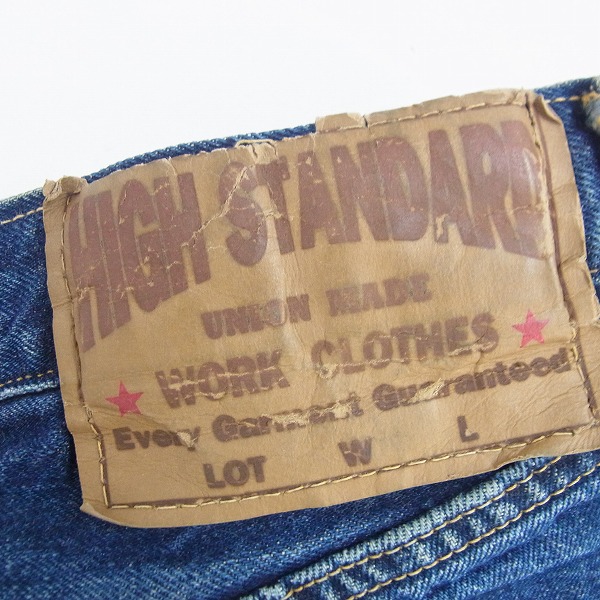 HIGH STANDARD
UNION MADE
WORK CLOTHES
Every Garment Guaranteed
LOT W L